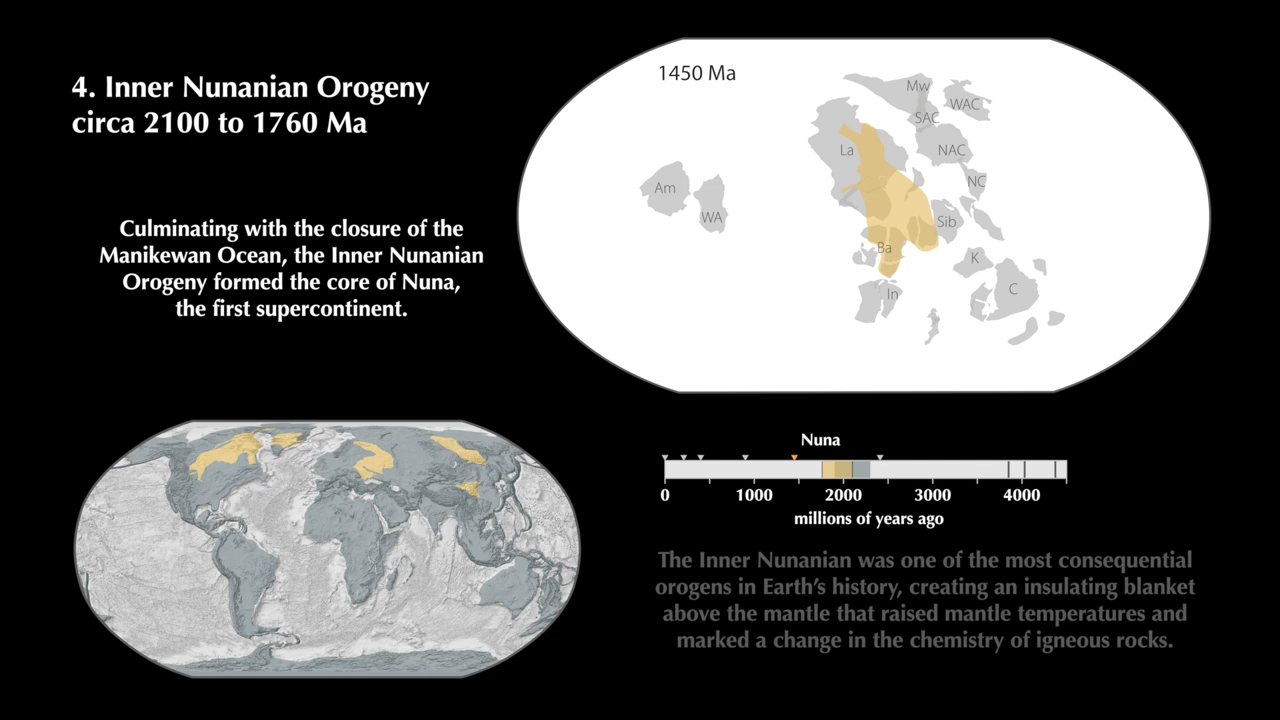 4. Inner Nunanian Orogeny
circa 2100 to 1760 Ma
Culminating with the closure of the
Manikewan Ocean, the Inner Nunanian
Orogeny formed the core of Nuna,
the first supercontinent.
1450 Ma
Mw
WAC
SAC
La
NAC
NC
Am
WA
Sib
Ba
K
In
C
Nuna
0 1000 2000 3000 4000
millions of years ago
The Inner Nunanian was one of the most consequential
orogens in Earth's history, creating an insulating blanket
above the mantle that raised mantle temperatures and
marked a change in the chemistry of igneous rocks.